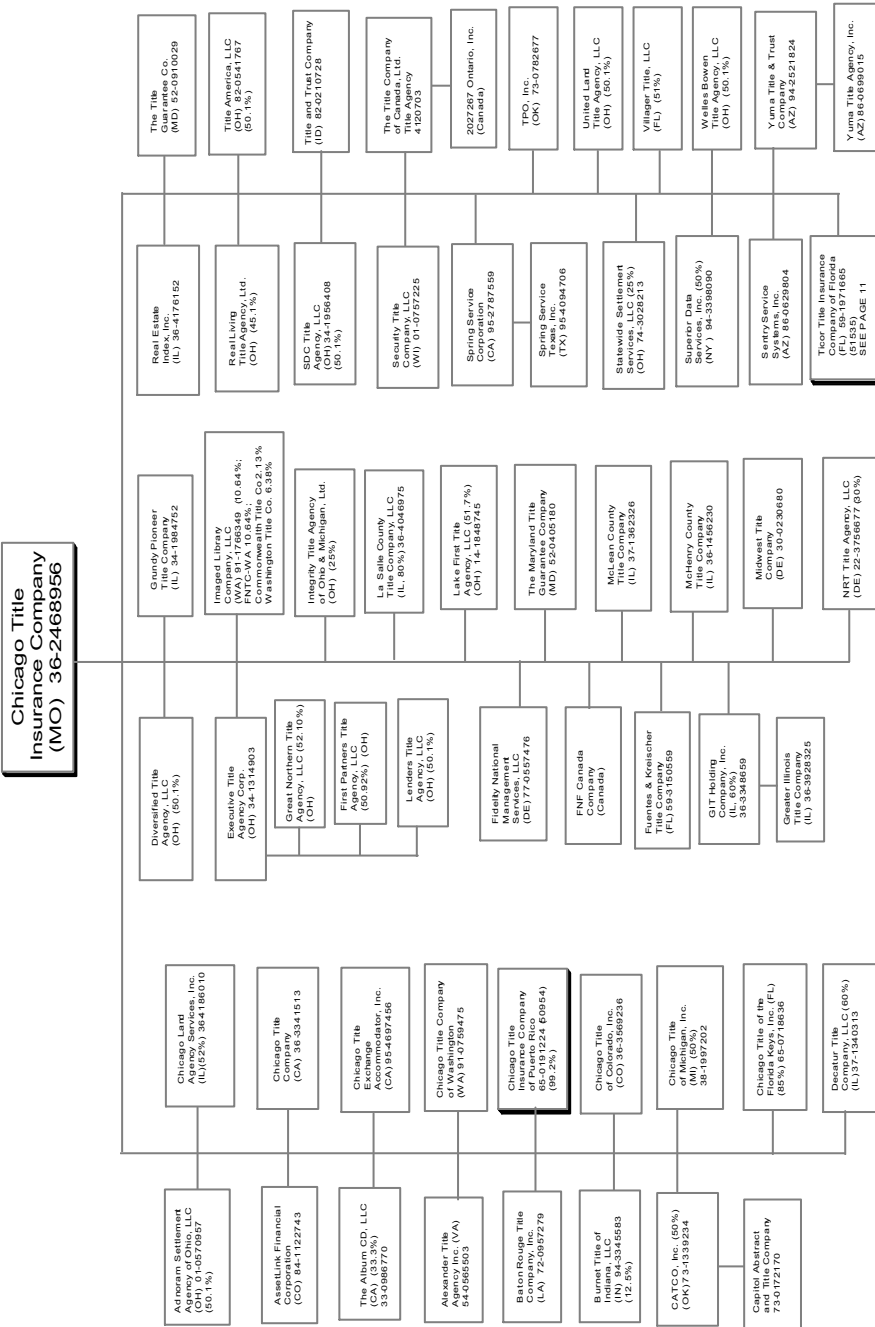 Chicago Title
Insurance Company
(MO) 36-2468956
Adnoram Settlement
Agency of Ohio, LLC
(OH) 01-0570957
(50.1%)
Chicago Land
Agency Services, Inc.
(IL)(52%) 364186010
AssetLink Financial
Corporation
(CO) 84-1122743
Chicago Title
Company
(CA) 36-3341513
The Album CD, LLC
(CA) (33.3%)
33-0986770
Chicago Title
Exchange
Accommodator, Inc.
(CA) 95-4697456
Alexander Title
Agency Inc. (VA)
54-0565503
Chicago Title Company
of Washington
(WA) 91-0759475
Baton Rouge Title
Company, Inc.
(LA) 72-0957279
Chicago Title
Insurance Company
of Puerto Rico
65-0191224 (50954)
(99.2%)
Burnet Title of
Indiana, LLC
(IN) 94-3345583
(12.5%)
Chicago Title
of Colorado, Inc.
(CO) 36-3569236
CATCO, Inc. (50%)
(OK)73-1339234
Chicago Title
of Michigan, Inc.
(MI) (50%)
38-1997202
Capitol Abstract
and Title Company
73-0172170
Chicago Title of the
Florida Keys, Inc. (FL)
(85%) 65-0718636
Decatur Title
Company, LLC (60%)
(IL)37-1340313
Diversified Title
Agency, LLC
(OH) (50.1%)
Grundy Pioneer
Title Company
(IL) 34-1984752
Executive Title
Agency Corp.
(OH) 34-1314903
Imaged Library
Company, LLC
(WA) 91-1766349 (10.64%;
FNTC-WA 10.64%;
Commonwealth Title Co 2.13%
Washington Title Co. 6.38%
Great Northern Title
Agency, LLC (52.10%)
(OH)
First Partners Title
Agency, LLC
(50.92%) (OH)
Lenders Title
Agency, LLC
(OH) (50.1%)
Integrity Title Agency
of Ohio & Michigan, Ltd.
(OH) (25%)
La Salle County
Title Company, LLC
(IL, 80%) 36-4046975
Lake First Title
Agency, LLC (51.7%)
(OH) 14-1848745
Fidelity National
Management
Services, LLC
(DE) 77-0557476
The Maryland Title
Guarantee Company
(MD) 52-0405180
FNF Canada
Company
(Canada)
McLean County
Title Company
(IL) 37-1362326
Fuentes & Kreischer
Title Company
(FL) 59-3150559
McHenry County
Title Company
(IL) 36-1456230
GIT Holding
Company, Inc.
(IL, 60%)
36-3348659
Midwest Title
Company
(DE) 30-0230680
Greater Illinois
Title Company
(IL) 36-3928325
NRT Title Agency, LLC
(DE) 22-3756677 (30%)
Real Estate
Index, Inc.
(IL) 36-4176152
The Title
Guarantee Co.
(MD) 52-0910029
Real Living
Title Agency, Ltd.
(OH) (45.1%)
Title America, LLC
(OH) 82-0541767
(50.1%)
SDC Title
Agency, LLC
(OH) 34-1956408
(50.1%)
Title and Trust Company
(ID) 82-0210728
Security Title
Company, LLC
(WI) 01-0757225
The Title Company
of Canada, Ltd.
Title Agency
4120703
2027267 Ontario, Inc.
(Canada)
Spring Service
Corporation
(CA) 95-2787559
Spring Service
Texas, Inc.
(TX) 95-4094706
TPO, Inc.
(OK) 73-0782677
Statewide Settlement
Services, LLC (25%)
(OH) 74-3028213
United Land
Title Agency, LLC
(OH) (50.1%)
Villager Title, LLC
(FL) (51%)
Superior Data
Services, Inc. (50%)
(NY ) 94-3398090
Welles Bowen
Title Agency, LLC
(OH) (50.1%)
Sentry Service
Systems, Inc.
(AZ) 86-0629804
Yuma Title & Trust
Company
(AZ) 94-2521824
Yuma Title Agency, Inc.
(AZ) 86-0699015
Ticor Title Insurance
Company of Florida
(FL) 59-1971665
(51535)
SEE PAGE 11